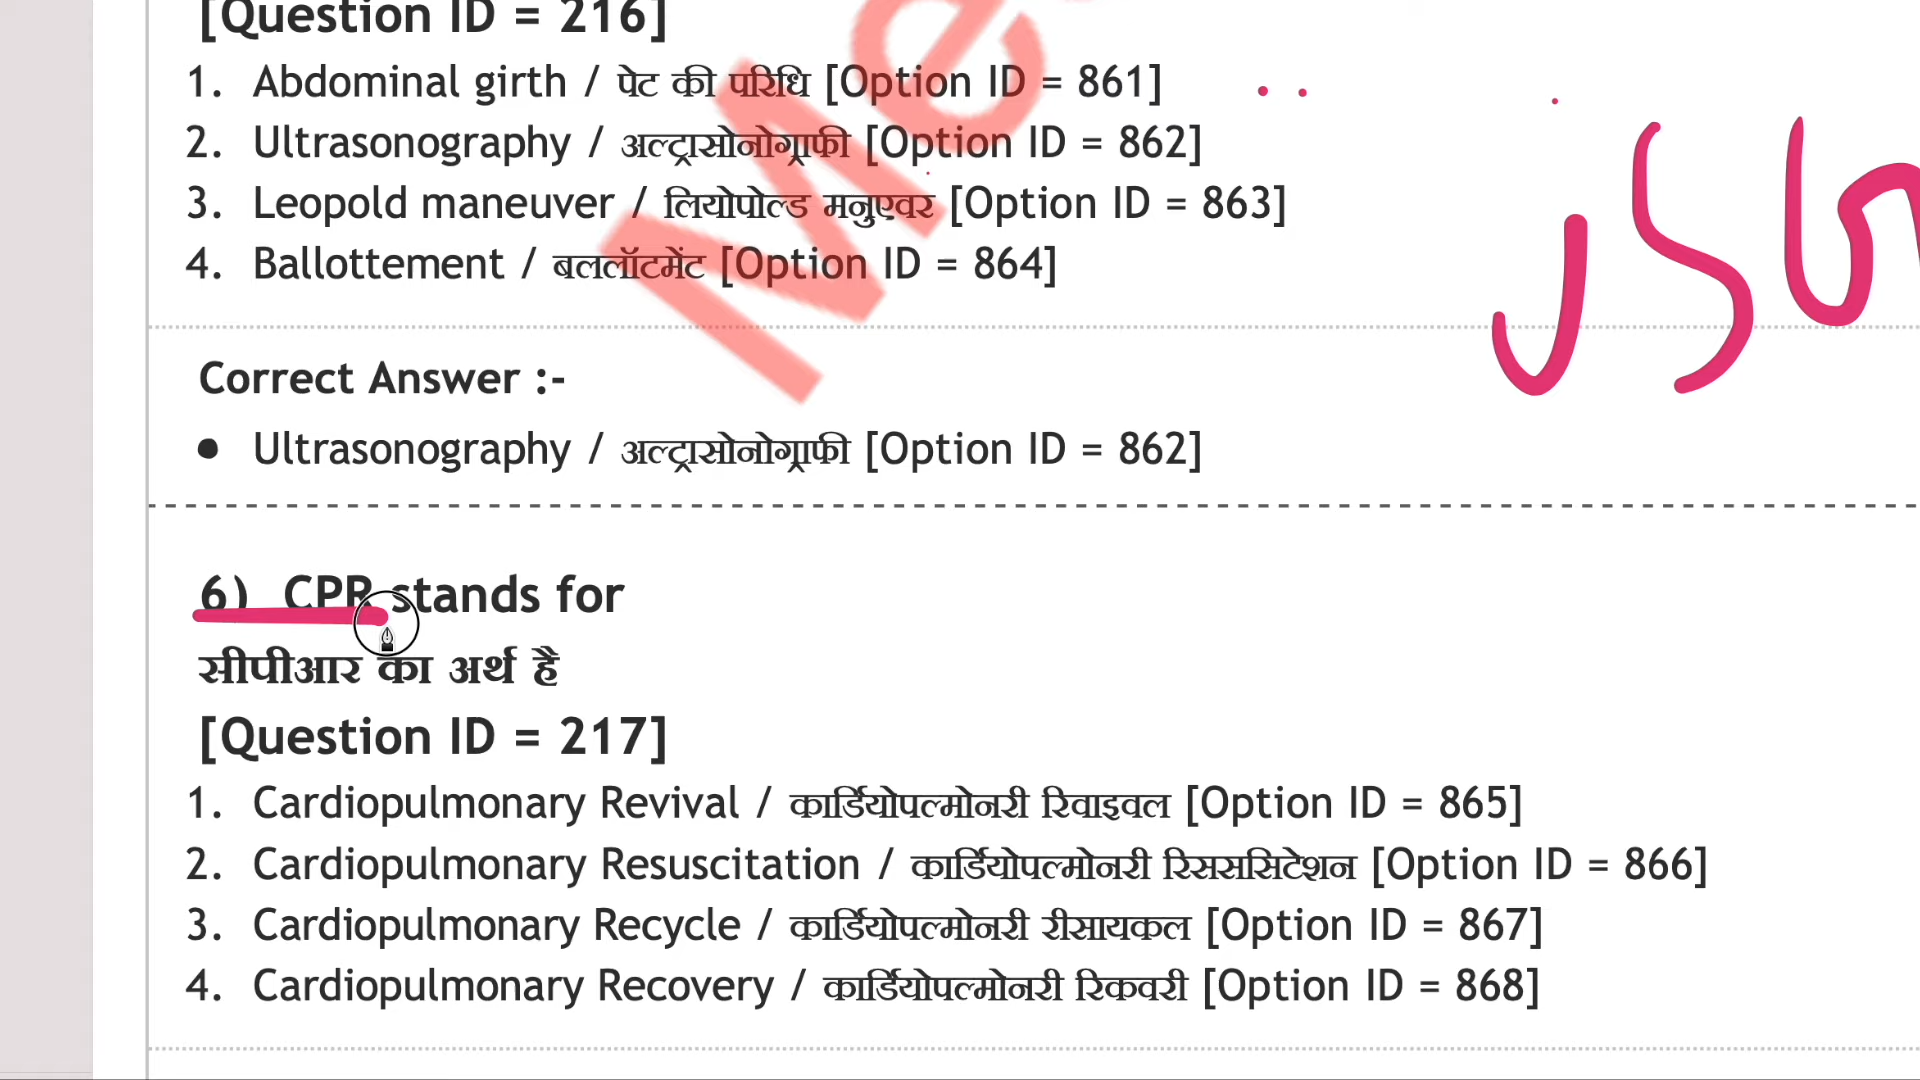 [Question ID = 216]
1. Abdominal girth / पेट की परिधि [Option ID = 861]
2. Ultrasonography / अल्ट्रासोनोग्राफी [Option ID = 862]
3. Leopold maneuver / लियोपोल्ड मनुएवर [Option ID = 863]
4. Ballottement / बललॉटमेंट [Option ID = 864]
Correct Answer :-
• Ultrasonography / अल्ट्रासोनोग्राफी [Option ID = 862]
6) CPR stands for
सीपीआर का अर्थ है
[Question ID = 217]
1. Cardiopulmonary Revival / कार्डियोपल्मोनरी रिवाइवल [Option ID = 865]
2. Cardiopulmonary Resuscitation / कार्डियोपल्मोनरी रिसससिटेशन [Option ID = 866]
3. Cardiopulmonary Recycle / कार्डियोपल्मोनरी रीसायकल [Option ID = 867]
4. Cardiopulmonary Recovery / कार्डियोपल्मोनरी रिकवरी [Option ID = 868]